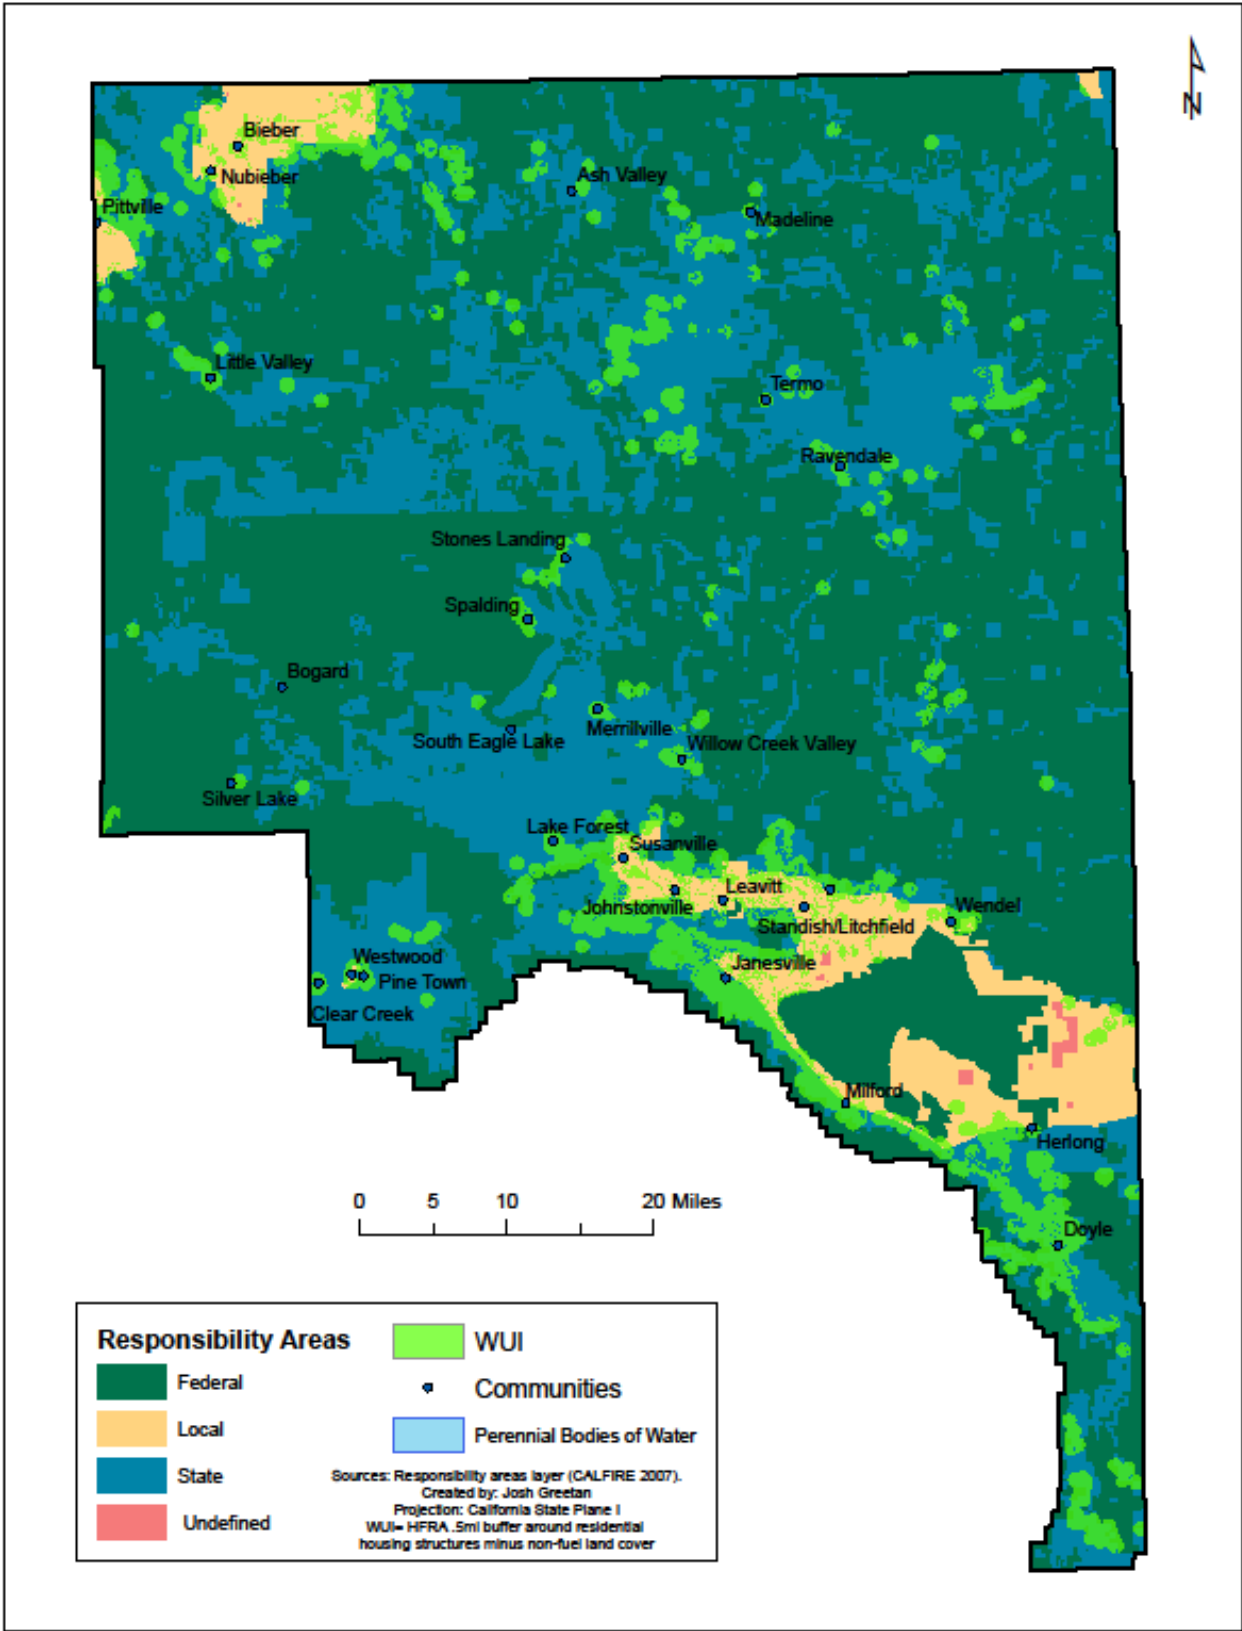 N
Bieber
Nubieber
Ash Valley
Pittville
Madeline
Little Valley
Termo
Ravendale
Stones Landing
Spalding
Bogard
South Eagle Lake
Merrillville
Willow Creek Valley
Silver Lake
Lake Forest
Susanville
Leavitt
Johnstonville
Wendel
Standish/Litchfield
Westwood
Janesville
Pine Town
Clear Creek
Milford
Herlong
0 5 10 20 Miles
Doyle
Responsibility Areas
Federal
Local
State
Undefined
WUI
Communities
Perennial Bodies of Water
Sources: Responsibility areas layer (CALFIRE 2007).
Created by: Josh Greetan
Projection: California State Plane I
WUI= HFRA .5mi buffer around residential
housing structures minus non-fuel land cover